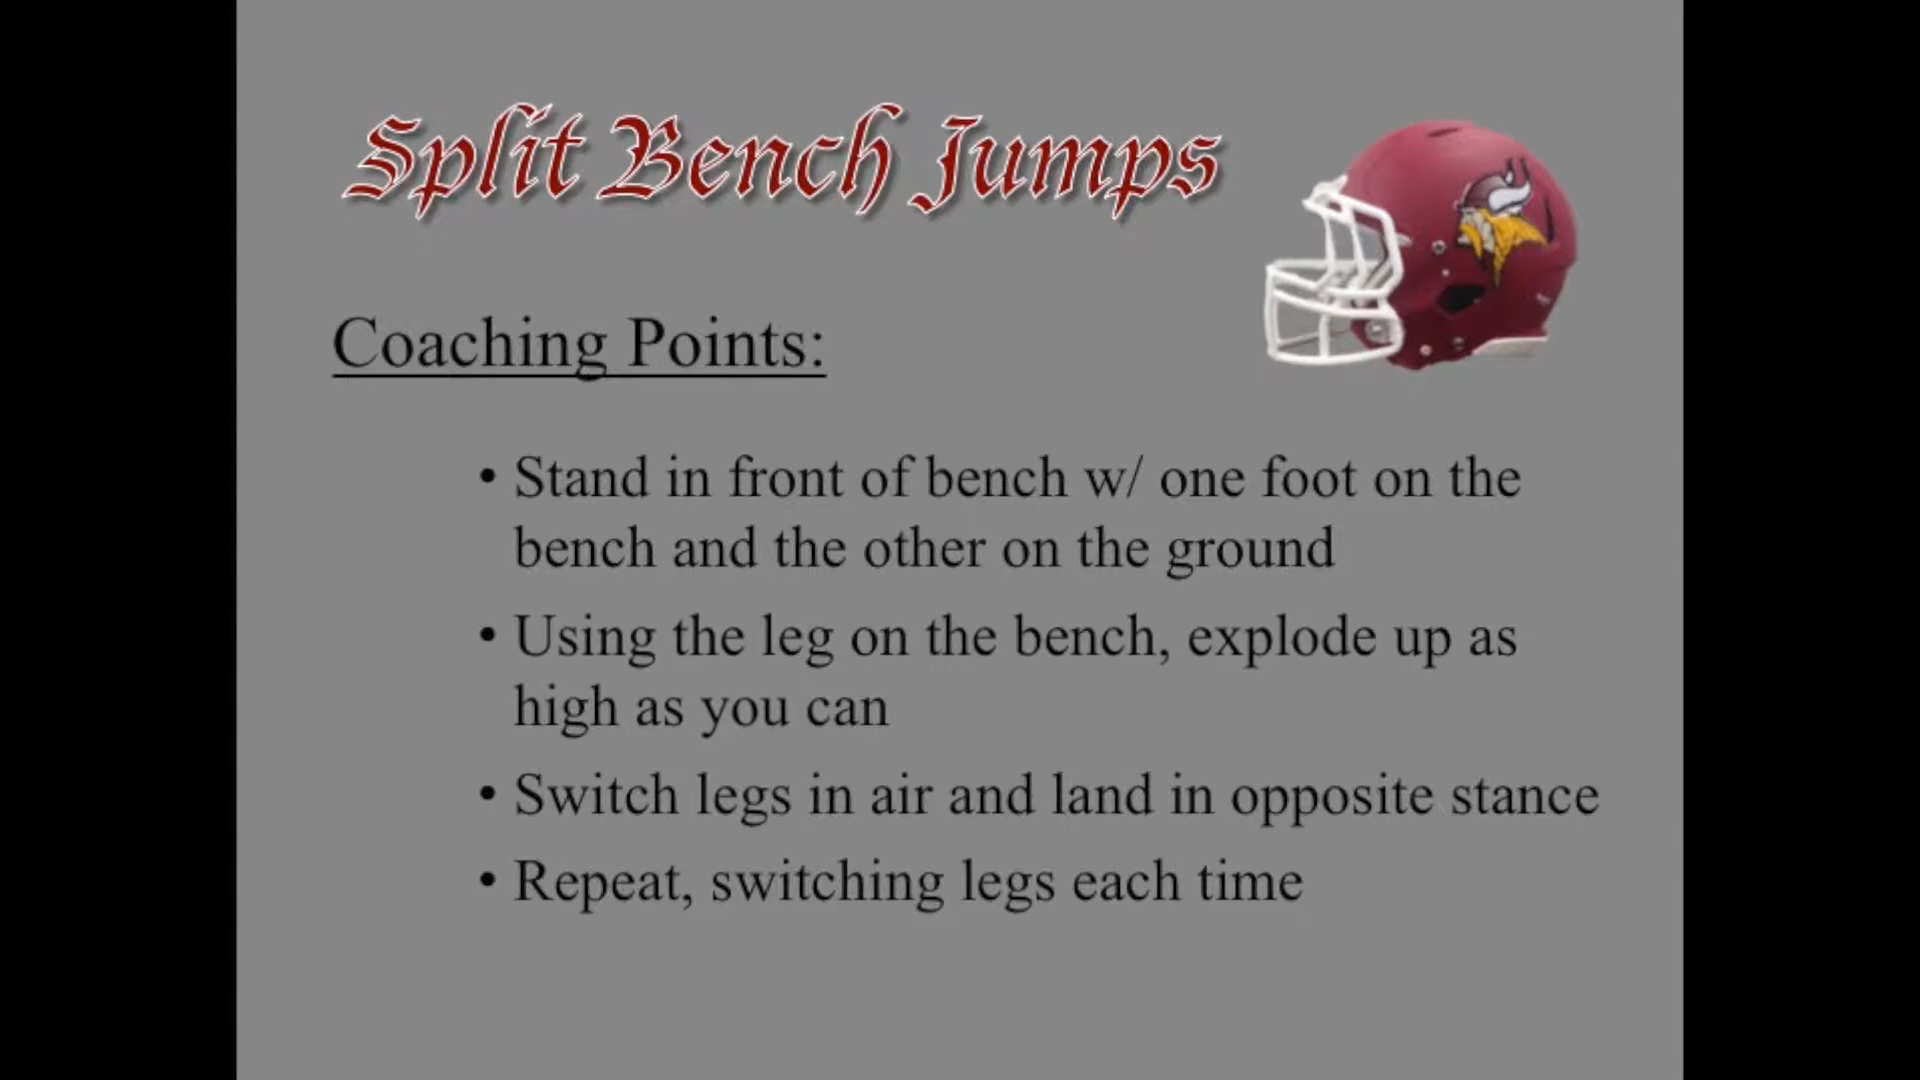 Split Bench Jumps
Coaching Points:
• Stand in front of bench w/ one foot on the
bench and the other on the ground
• Using the leg on the bench, explode up as
high as you can
• Switch legs in air and land in opposite stance
• Repeat, switching legs each time